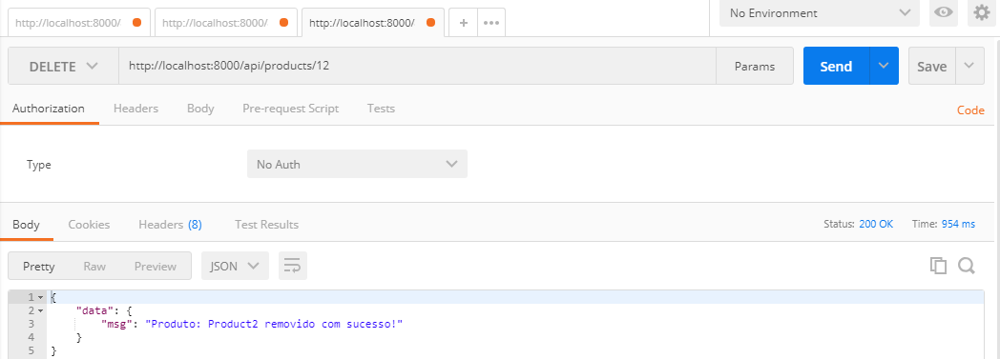 http://localhost:8000/ http://localhost:8000/ http://localhost:8000/ + ••• No Environment
DELETE http://localhost:8000/api/products/12 Params Send Save
Authorization Headers Body Pre-request Script Tests Code
Type No Auth
Body Cookies Headers (8) Test Results Status: 200 OK Time: 954 ms
Pretty Raw Preview JSON
1 {
2 "data": {
3 "msg": "Produto: Product2 removido com sucesso!"
4 }
5 }